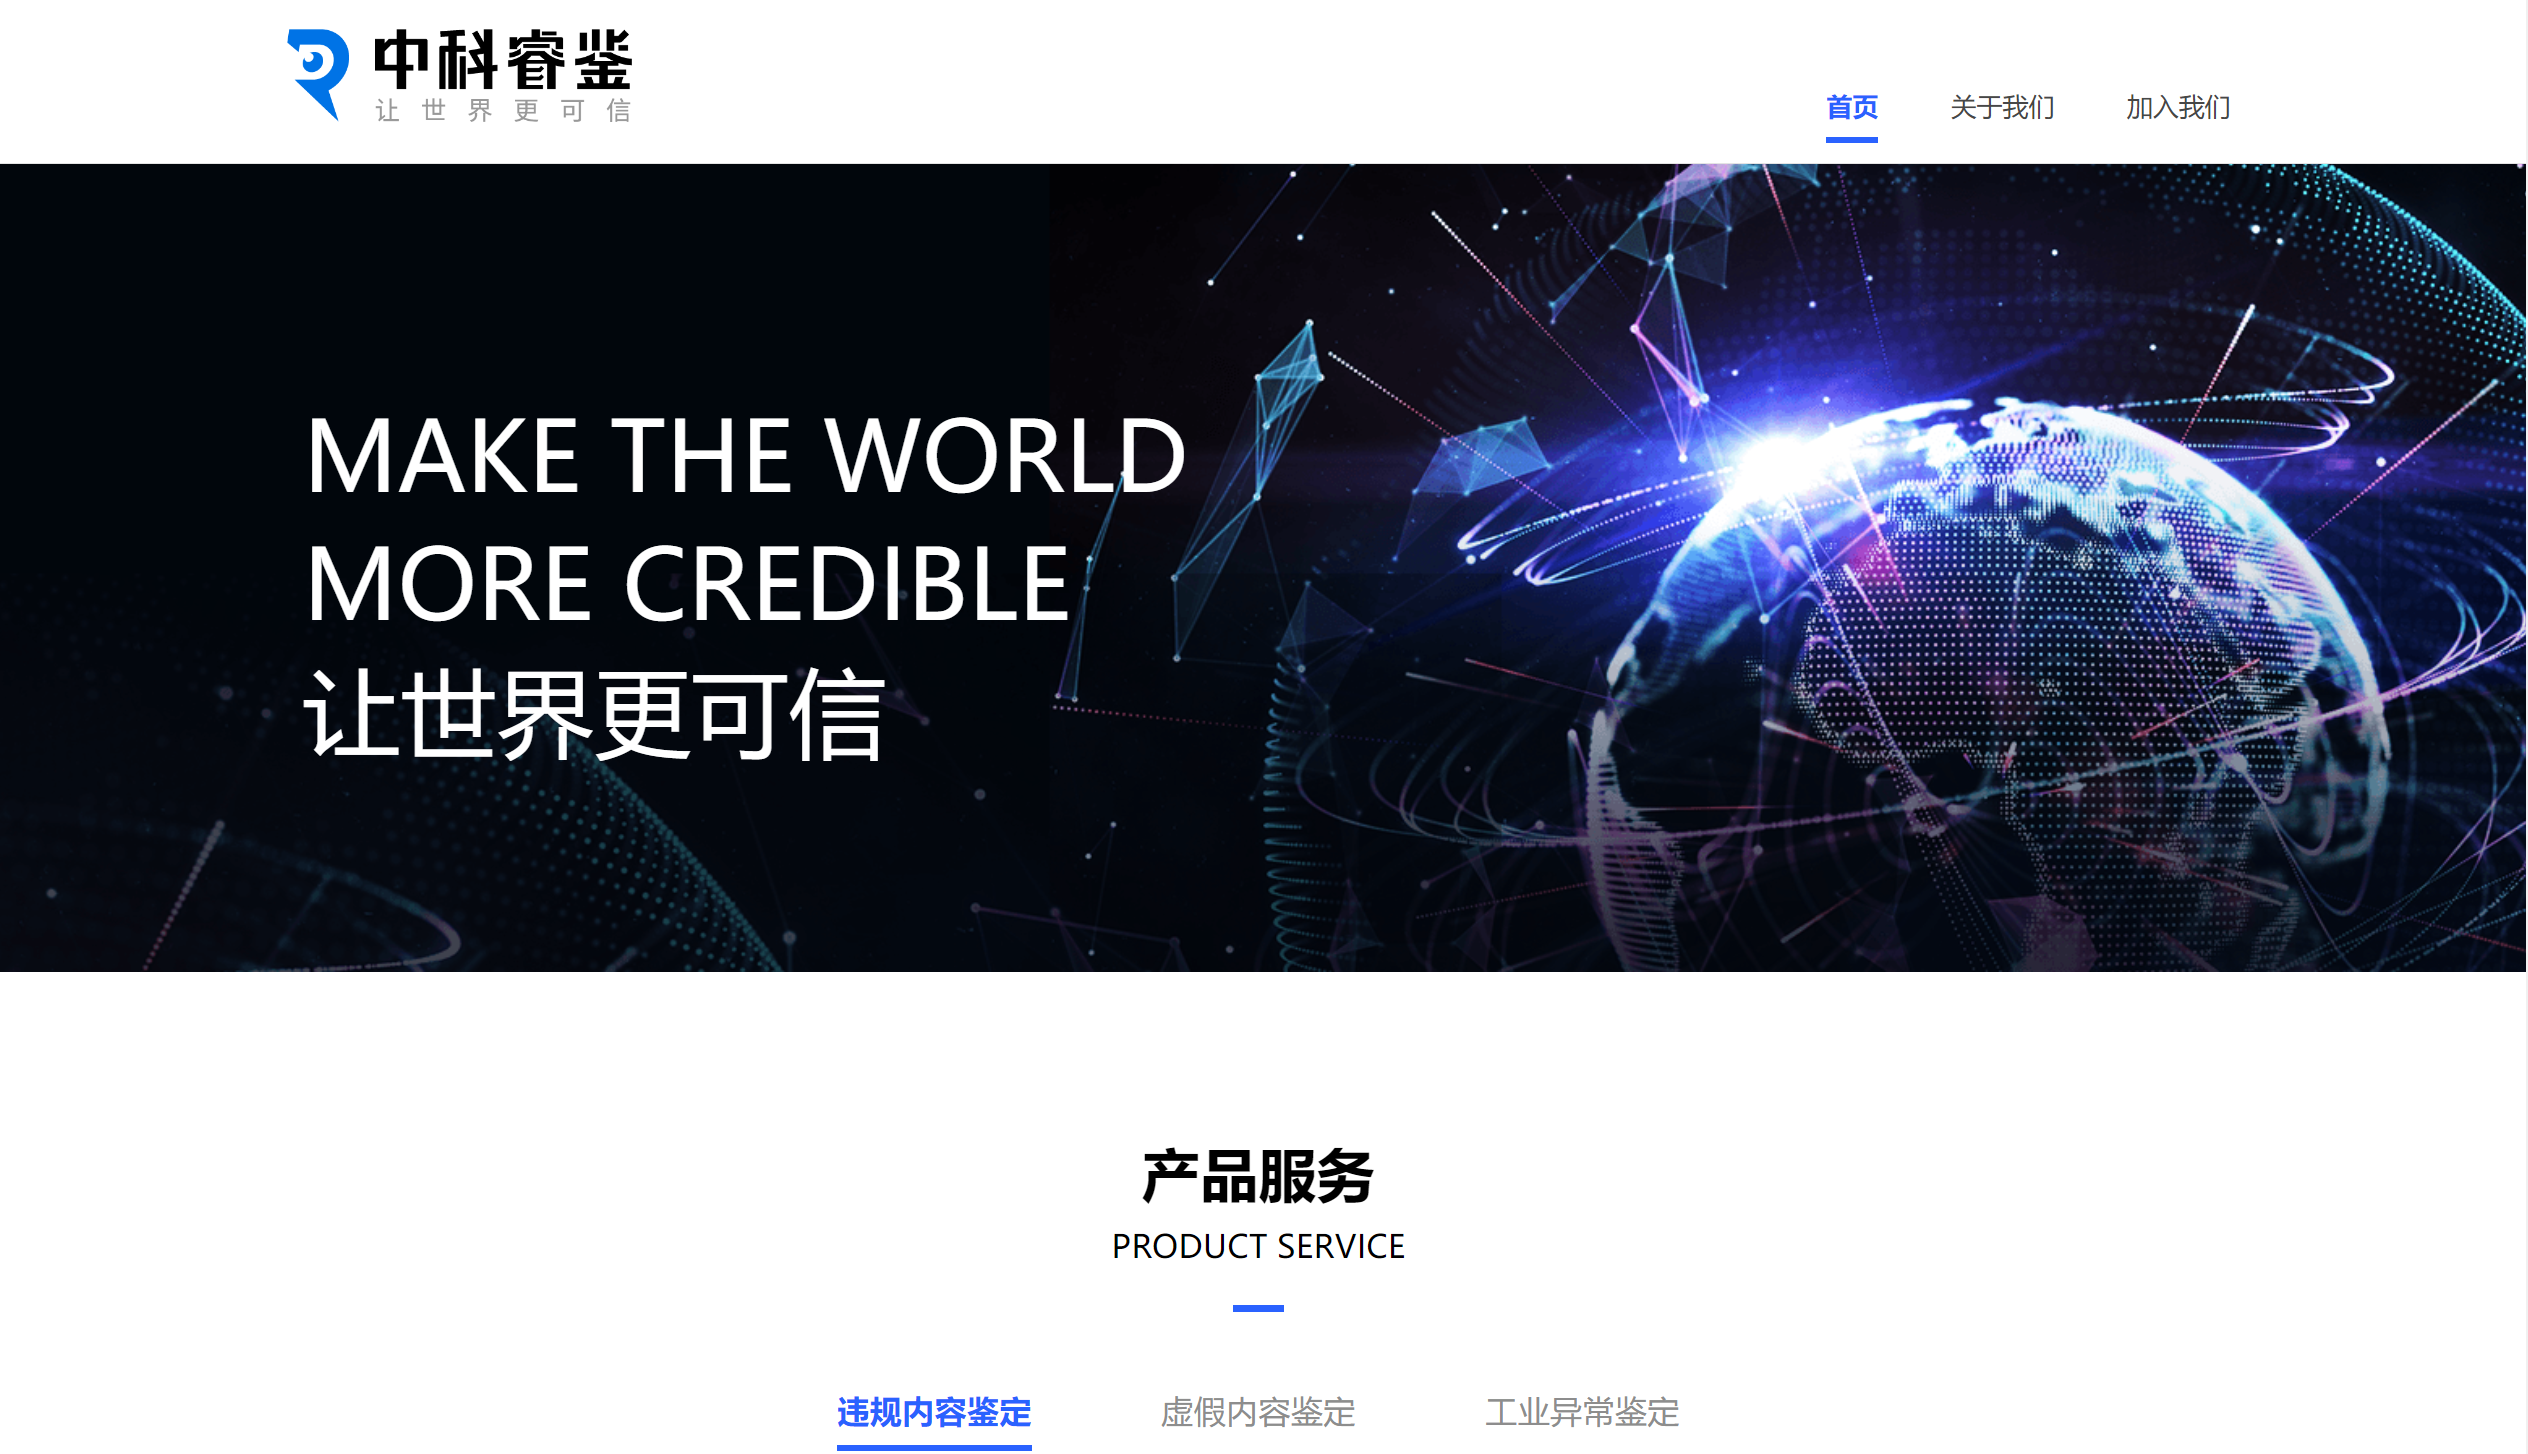 中科睿鉴
让世界更可信
首页
关于我们
加入我们
MAKE THE WORLD
MORE CREDIBLE
让世界更可信
产品服务
PRODUCT SERVICE
违规内容鉴定
虚假内容鉴定
工业异常鉴定